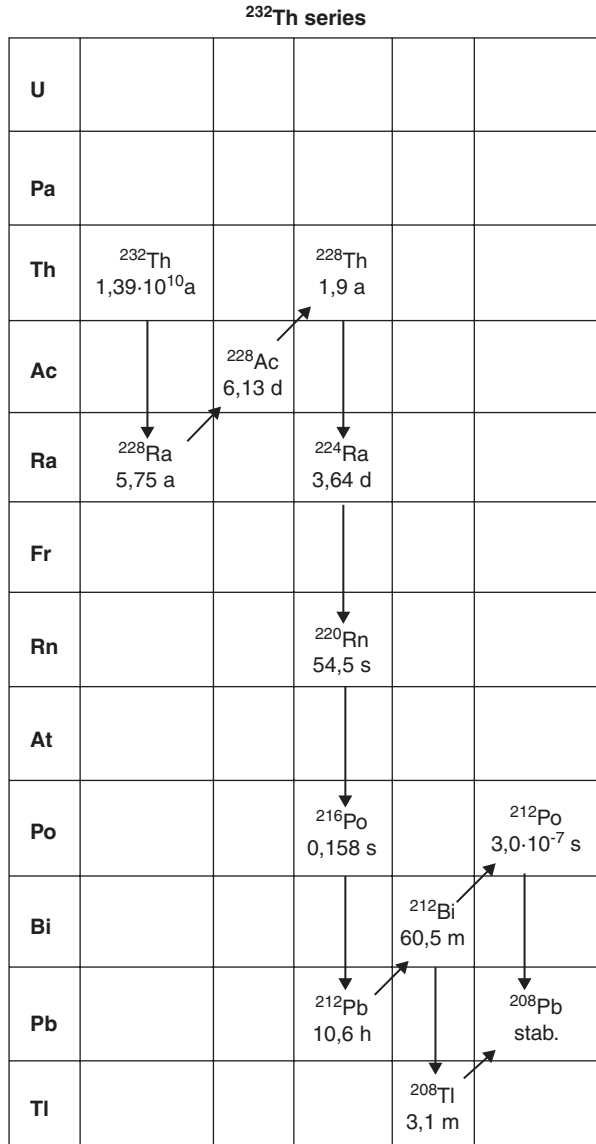 ²³²Th series
U
Pa
Th
²³²Th
1,39·10¹⁰a
²²⁸Th
1,9 a
Ac
²²⁸Ac
6,13 d
Ra
²²⁸Ra
5,75 a
²²⁴Ra
3,64 d
Fr
Rn
²²⁰Rn
54,5 s
At
Po
²¹⁶Po
0,158 s
²¹²Po
3,0·10⁻⁷ s
Bi
²¹²Bi
60,5 m
Pb
²¹²Pb
10,6 h
²⁰⁸Pb
stab.
Tl
²⁰⁸Tl
3,1 m